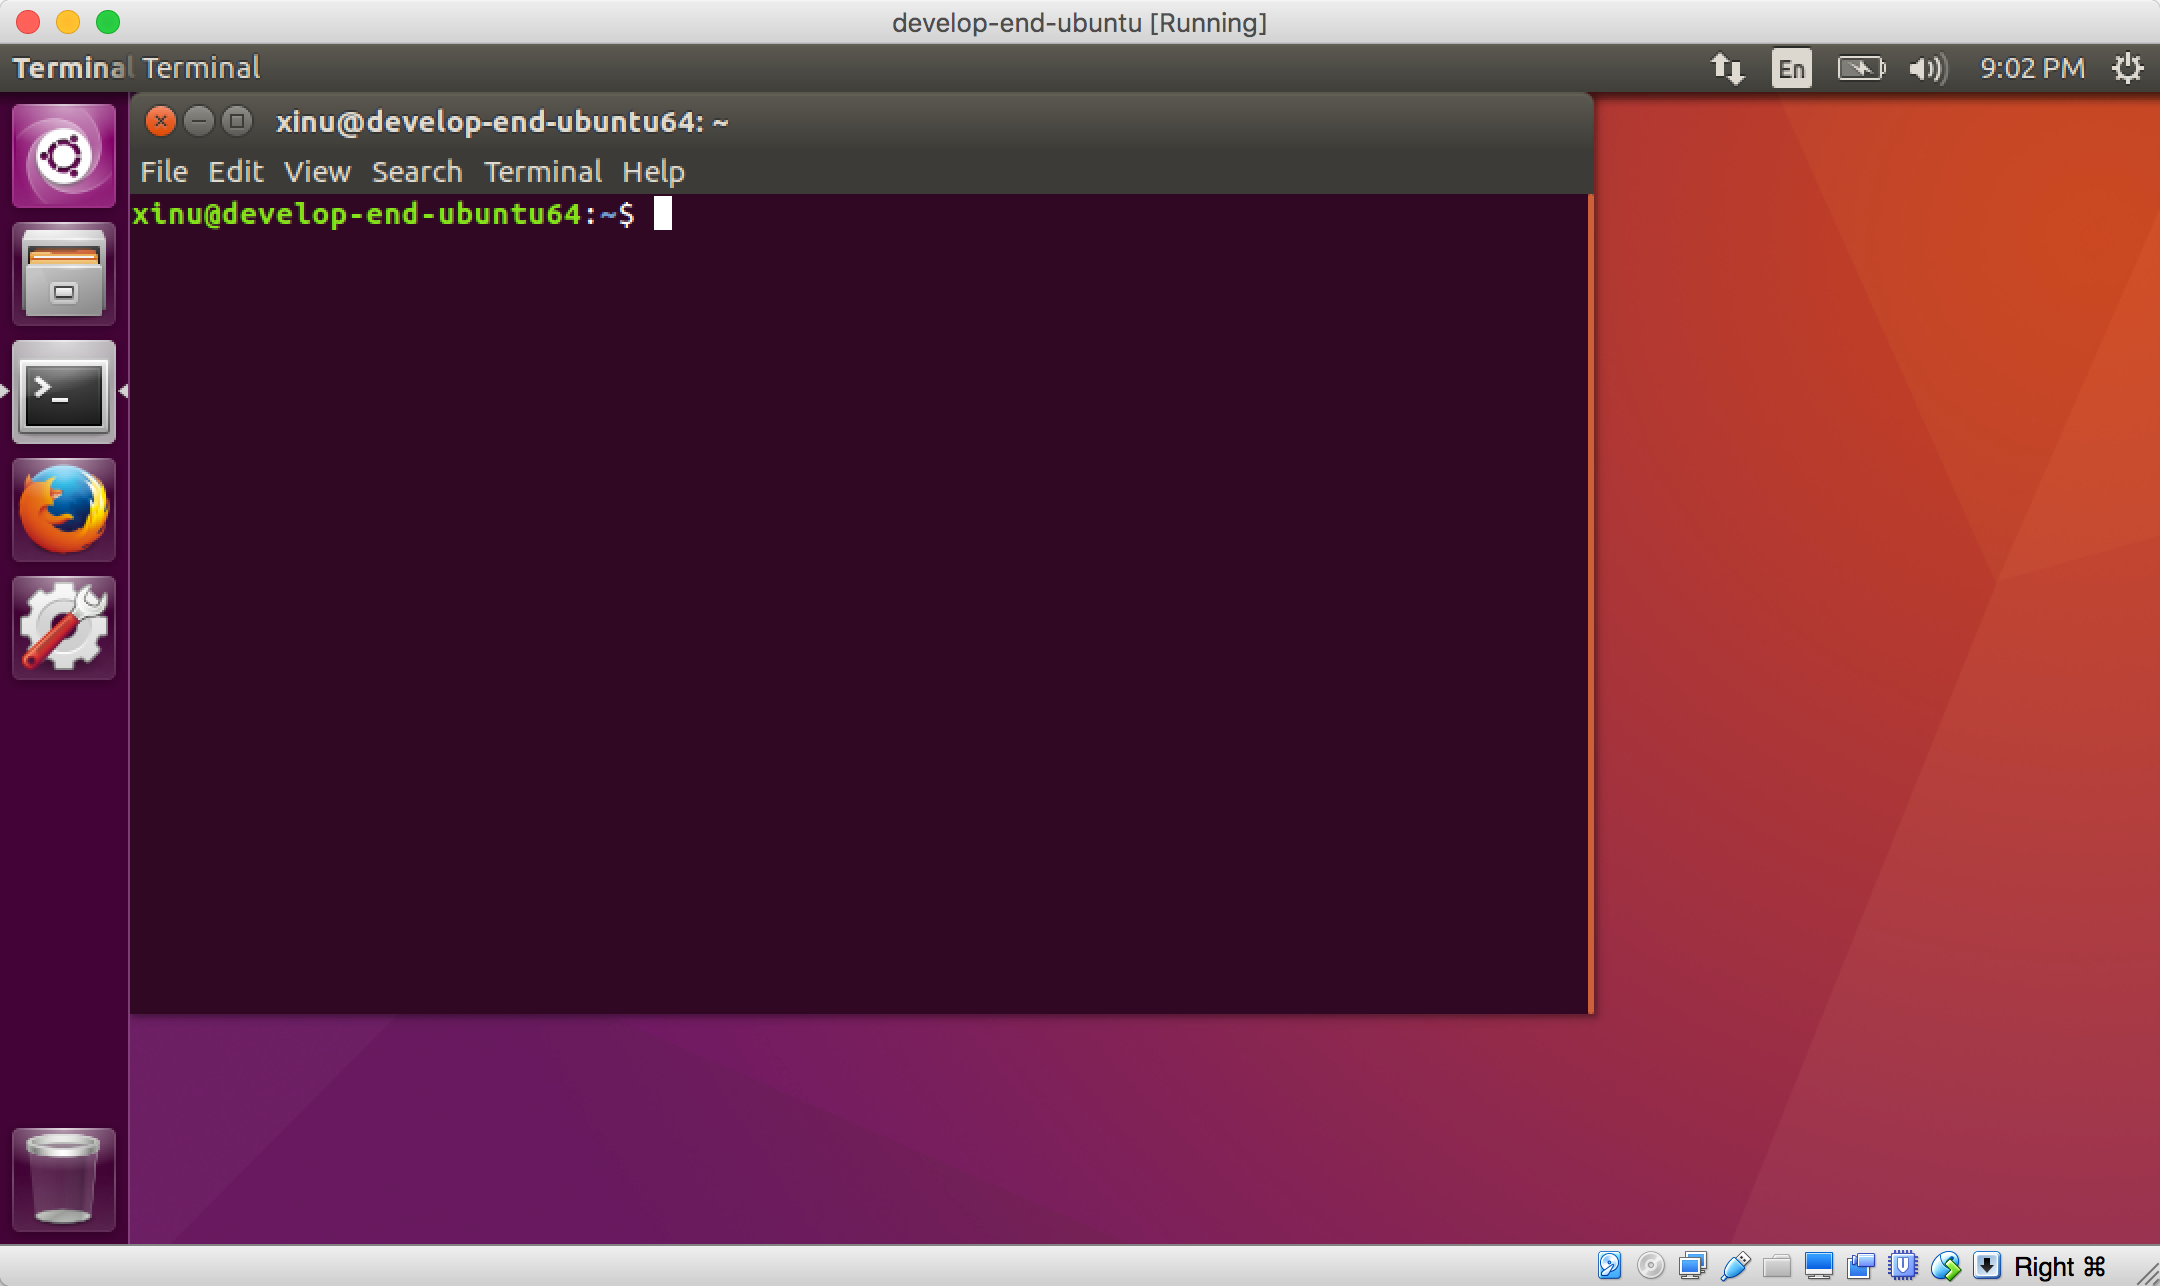 develop-end-ubuntu [Running]
Terminal Terminal En 9:02 PM
xinu@develop-end-ubuntu64: ~
File Edit View Search Terminal Help
xinu@develop-end-ubuntu64:~$
>_
Right ⌘